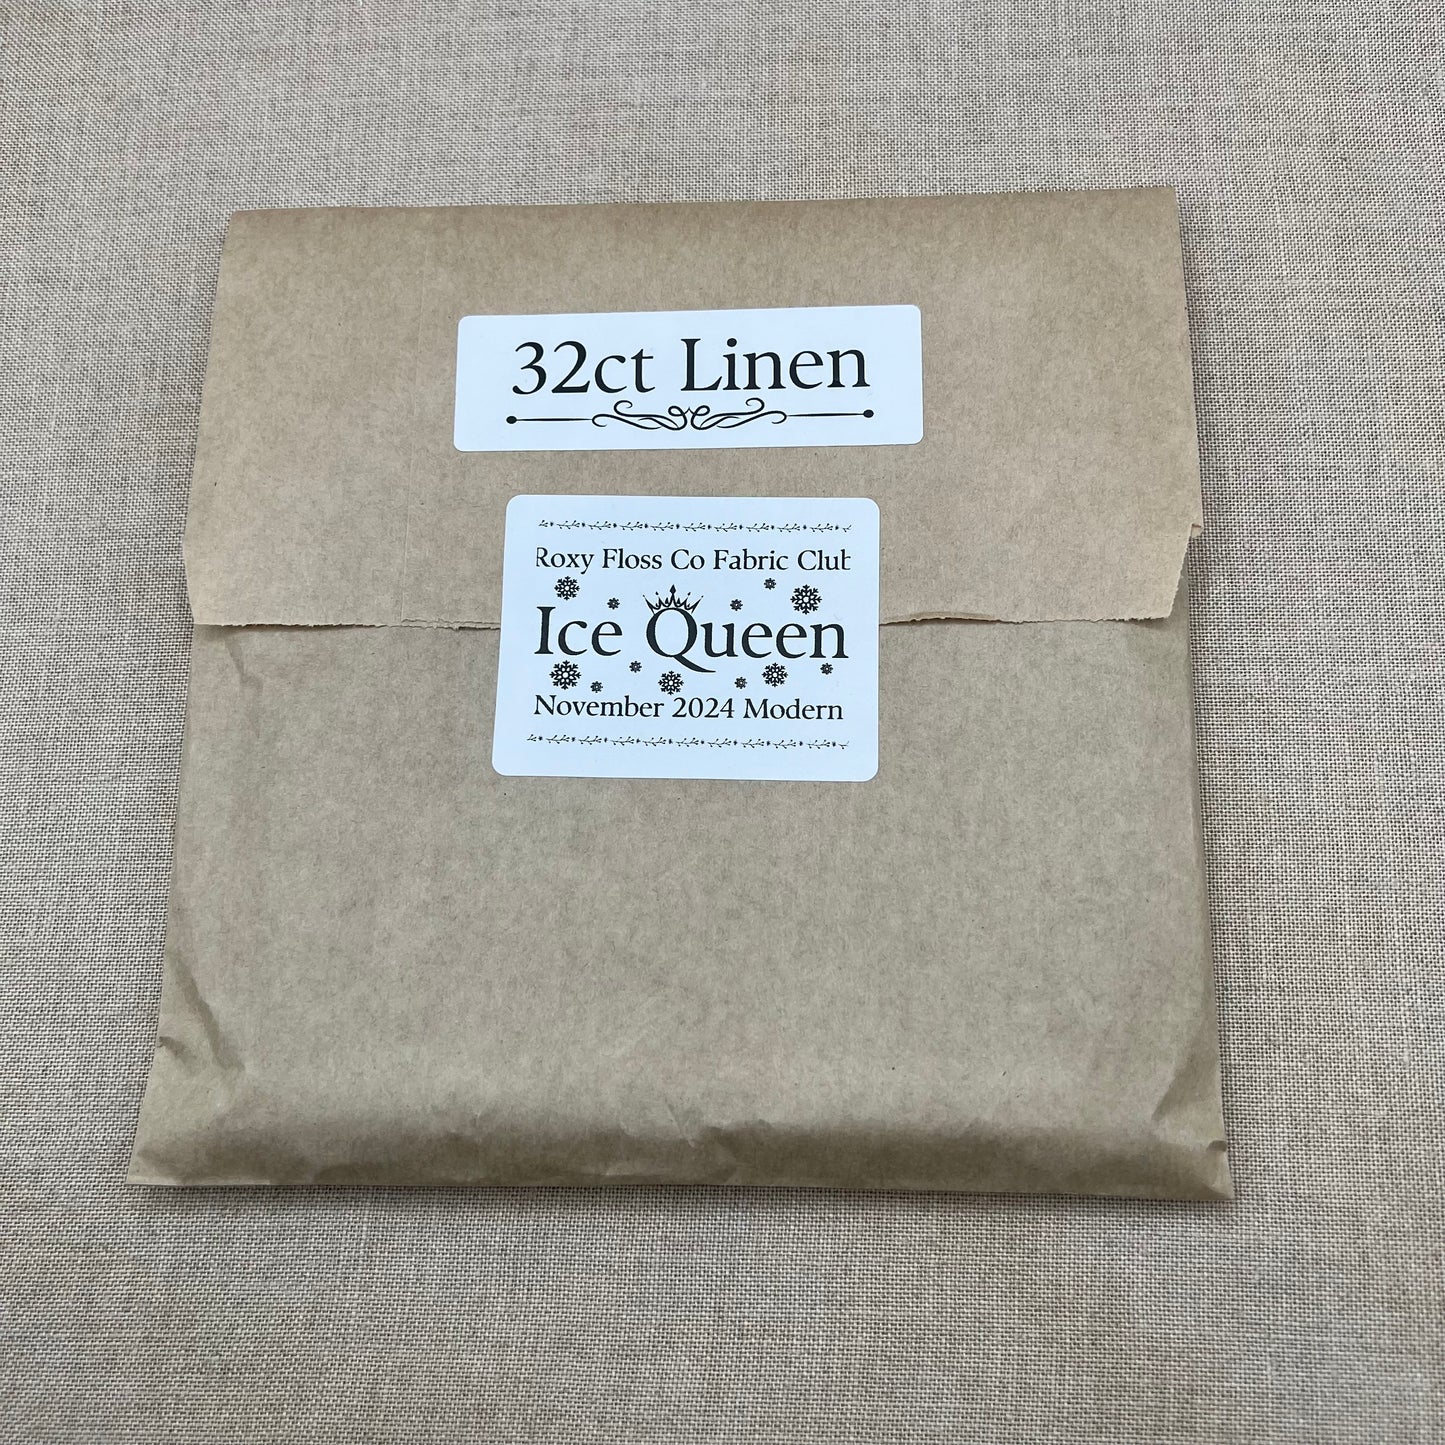 32ct Linen
Roxy Floss Co Fabric Club
Ice Queen
November 2024 Modern